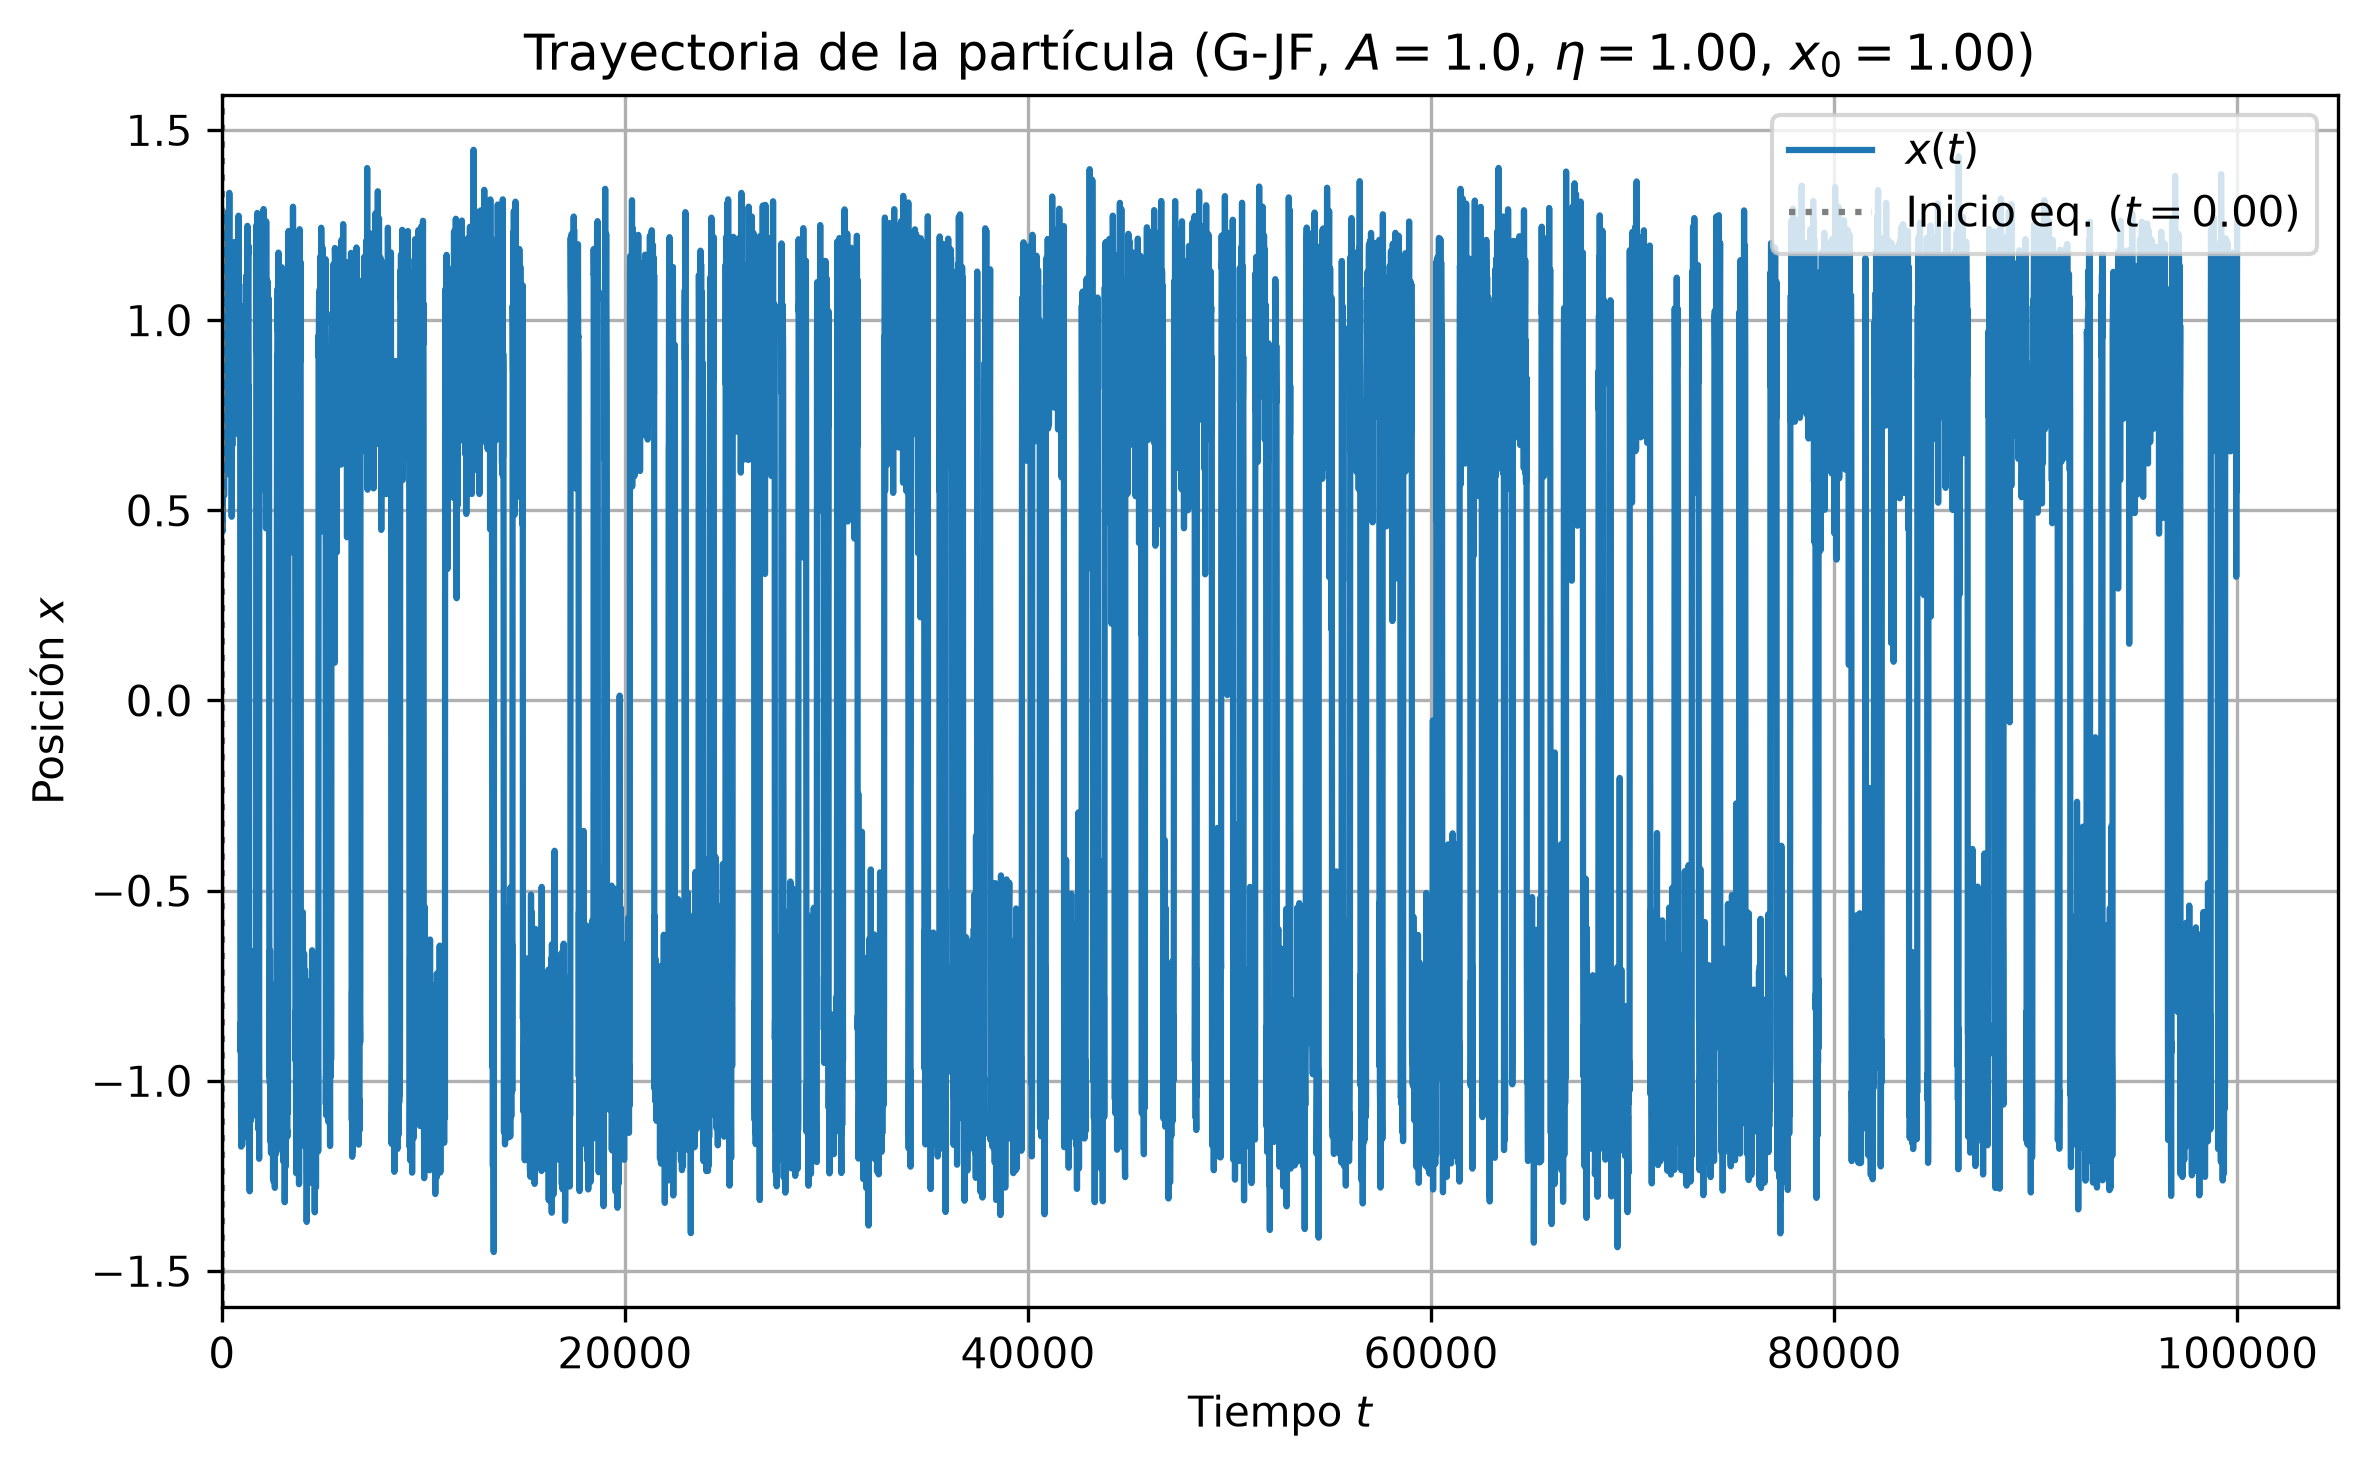 Trayectoria de la partícula (G-JF, A = 1.0, η = 1.00, x₀ = 1.00)
x(t)
Inicio eq. (t = 0.00)
Posición x
1.5
1.0
0.5
0.0
−0.5
−1.0
−1.5
0 20000 40000 60000 80000 100000
Tiempo t